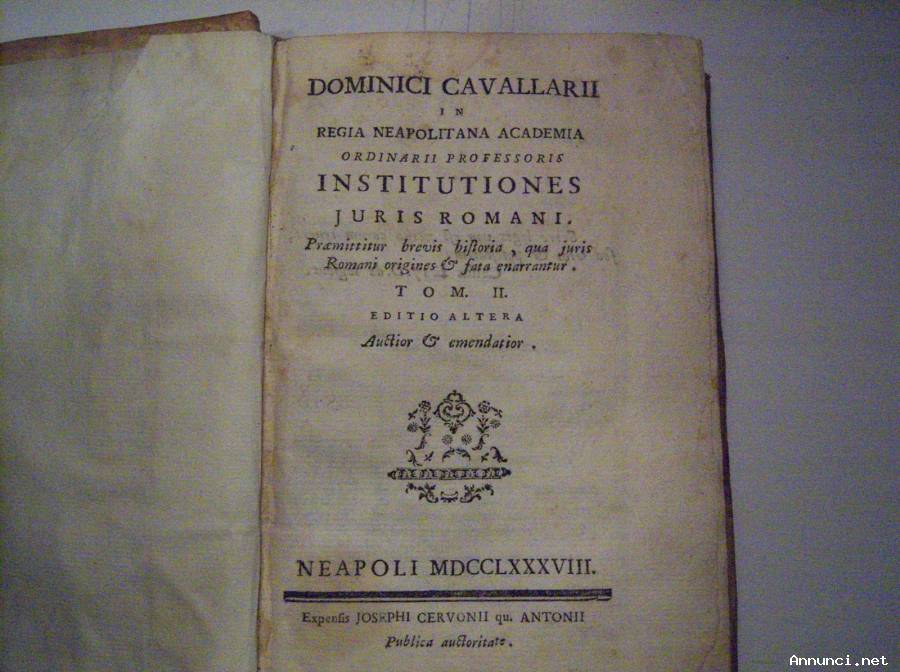 DOMINICI CAVALLARII
IN
REGIA NEAPOLITANA ACADEMIA
ORDINARII PROFESSORIS
INSTITUTIONES
JURIS ROMANI.
Præmittitur brevis hiſtoria, qua juris
Romani origines & fata enarrantur.
TOM. II.
EDITIO ALTERA
Auctior & emendatior.
NEAPOLI MDCCLXXXVIII.
Expenſis JOSEPHI CERVONII qu. ANTONII
Publica auctoritate.
Annunci.net